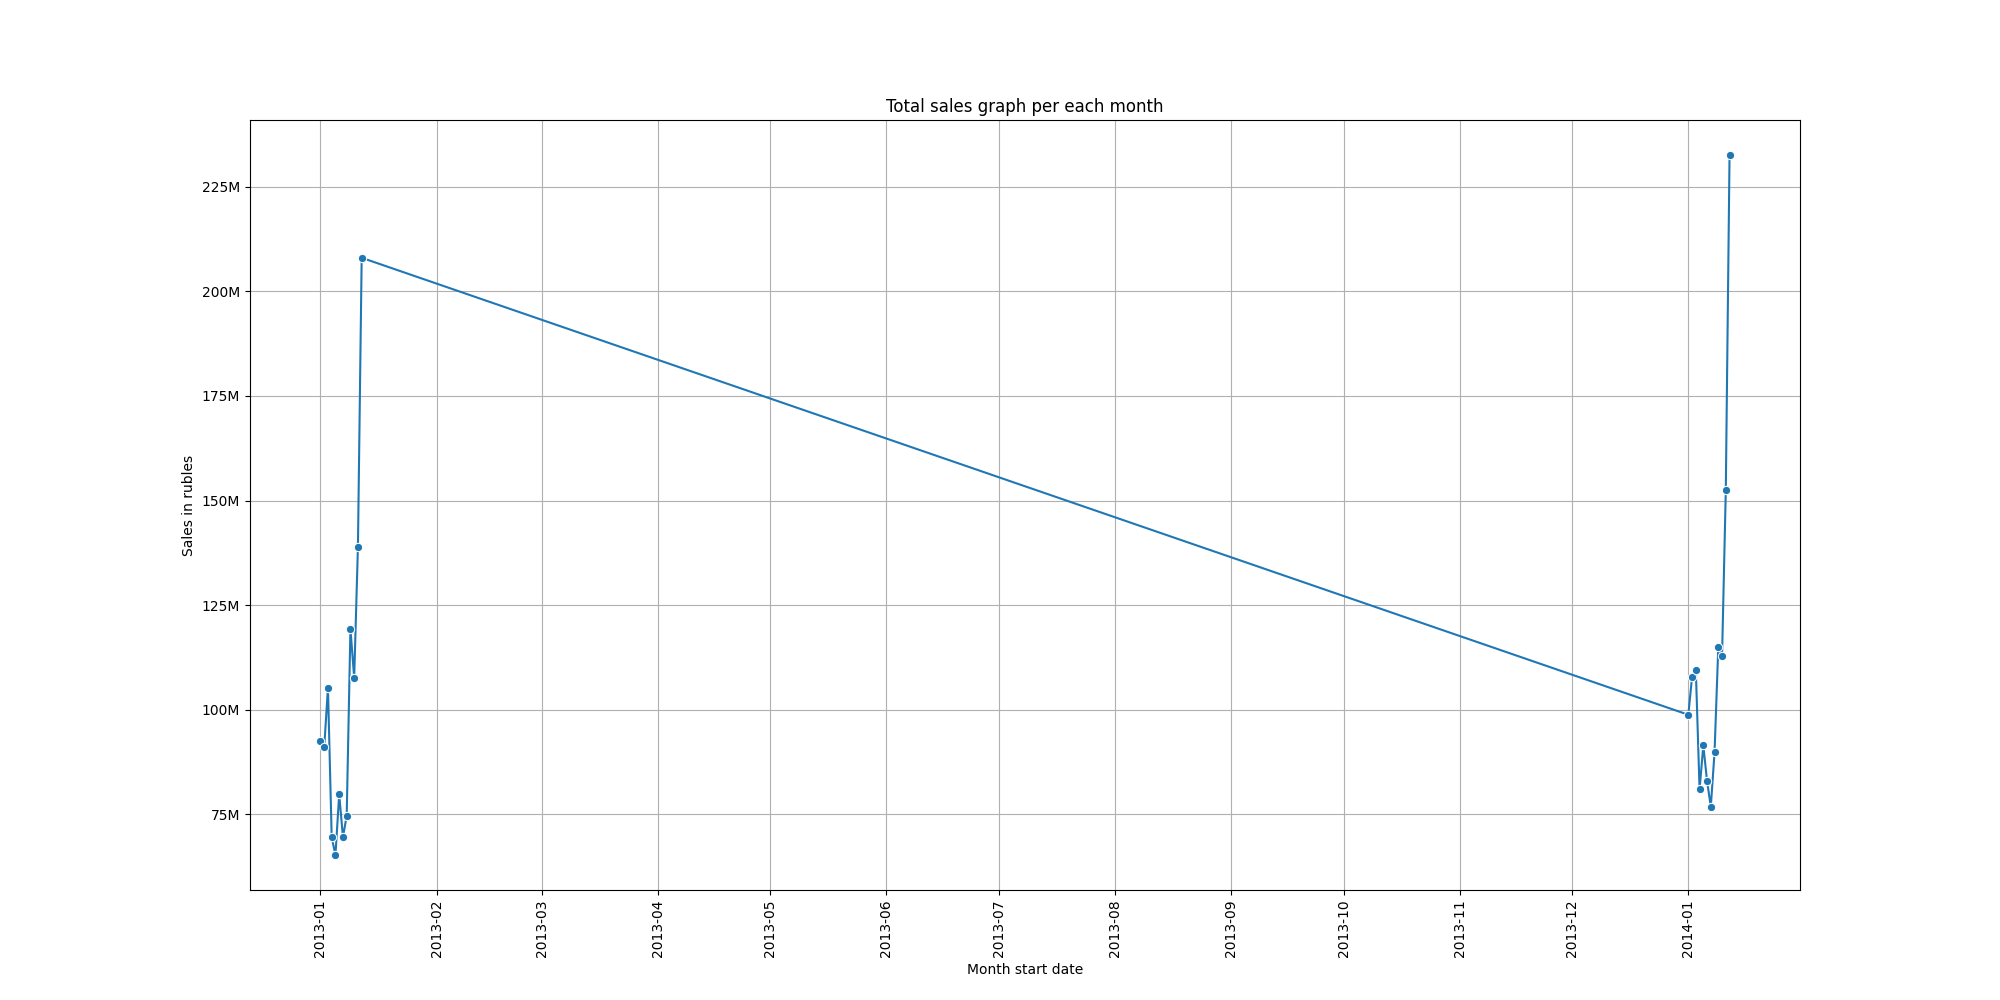 Total sales graph per each month
225M
200M
175M
150M
125M
100M
75M
Sales in rubles
2013-01
2013-02
2013-03
2013-04
2013-05
2013-06
2013-07
2013-08
2013-09
2013-10
2013-11
2013-12
2014-01
Month start date